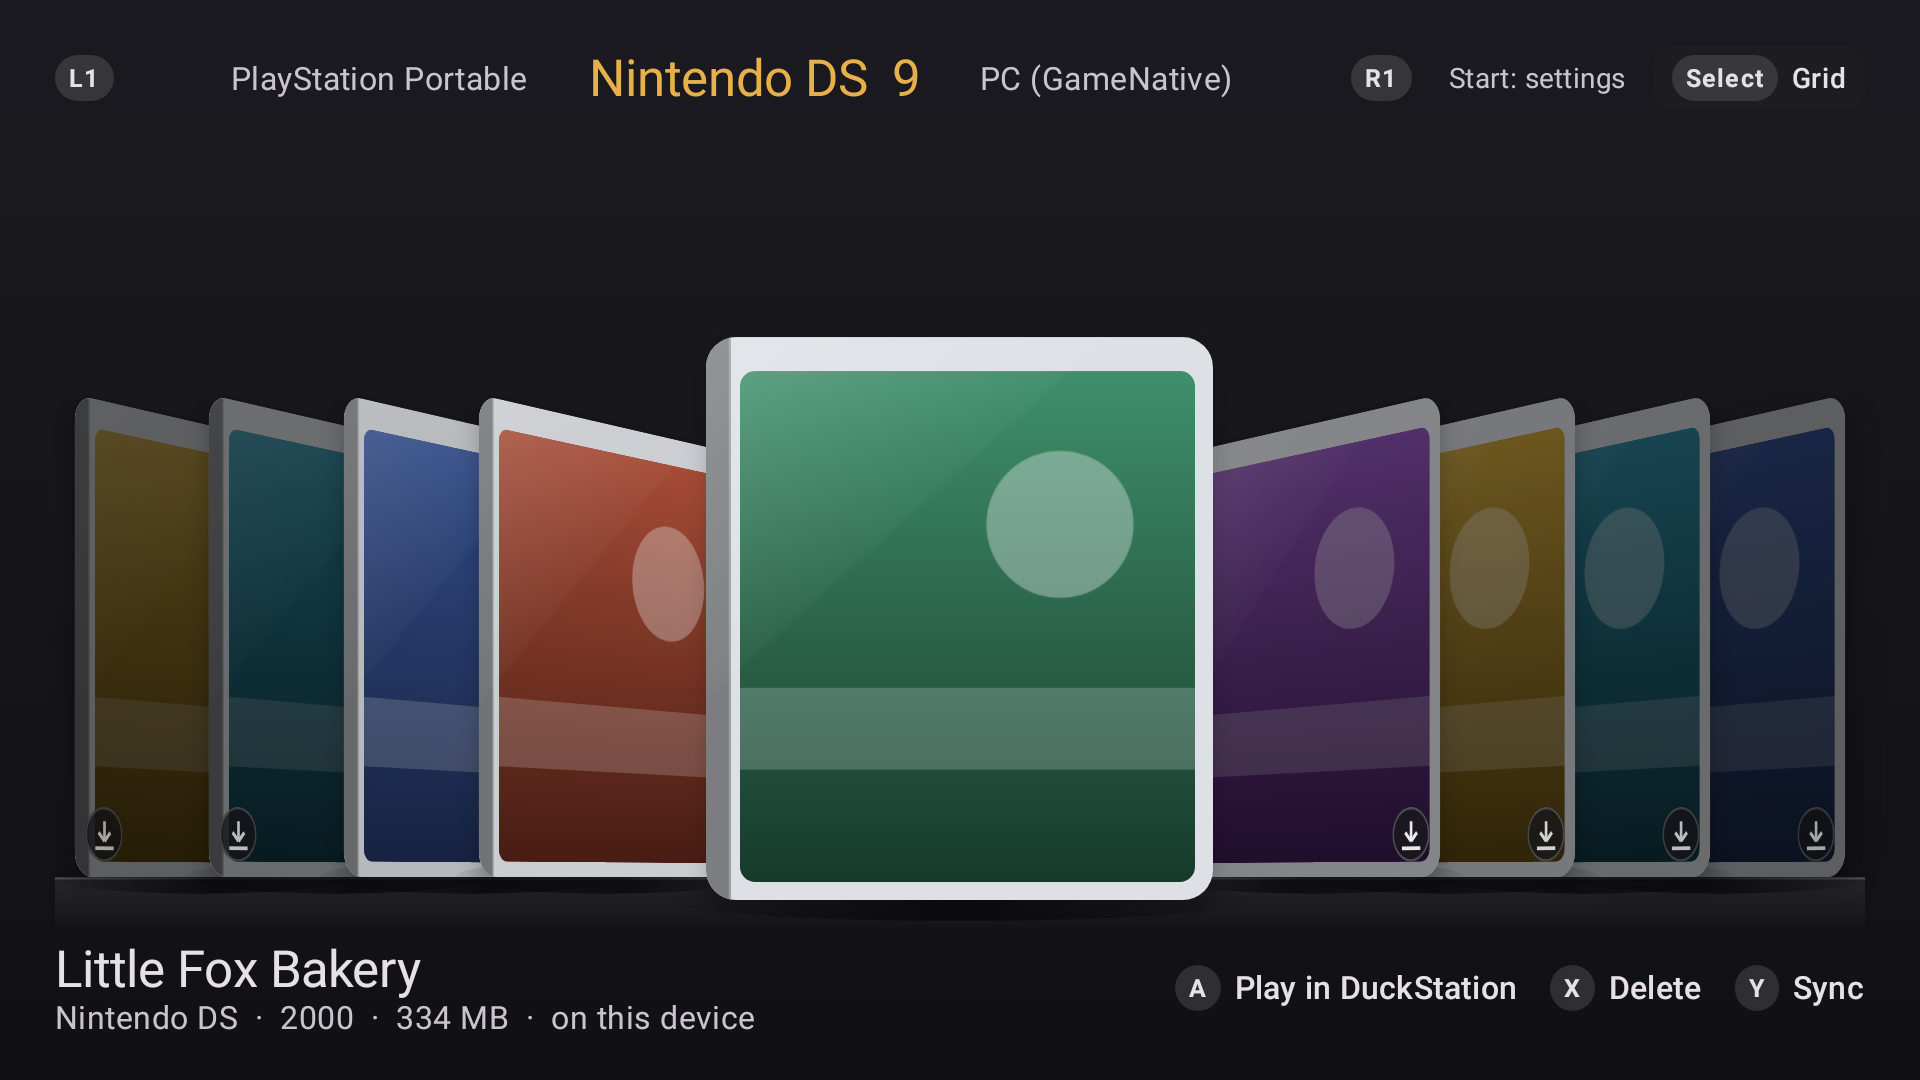 L1 PlayStation Portable Nintendo DS 9 PC (GameNative) R1 Start: settings Select Grid
Little Fox Bakery
Nintendo DS · 2000 · 334 MB · on this device
A Play in DuckStation X Delete Y Sync